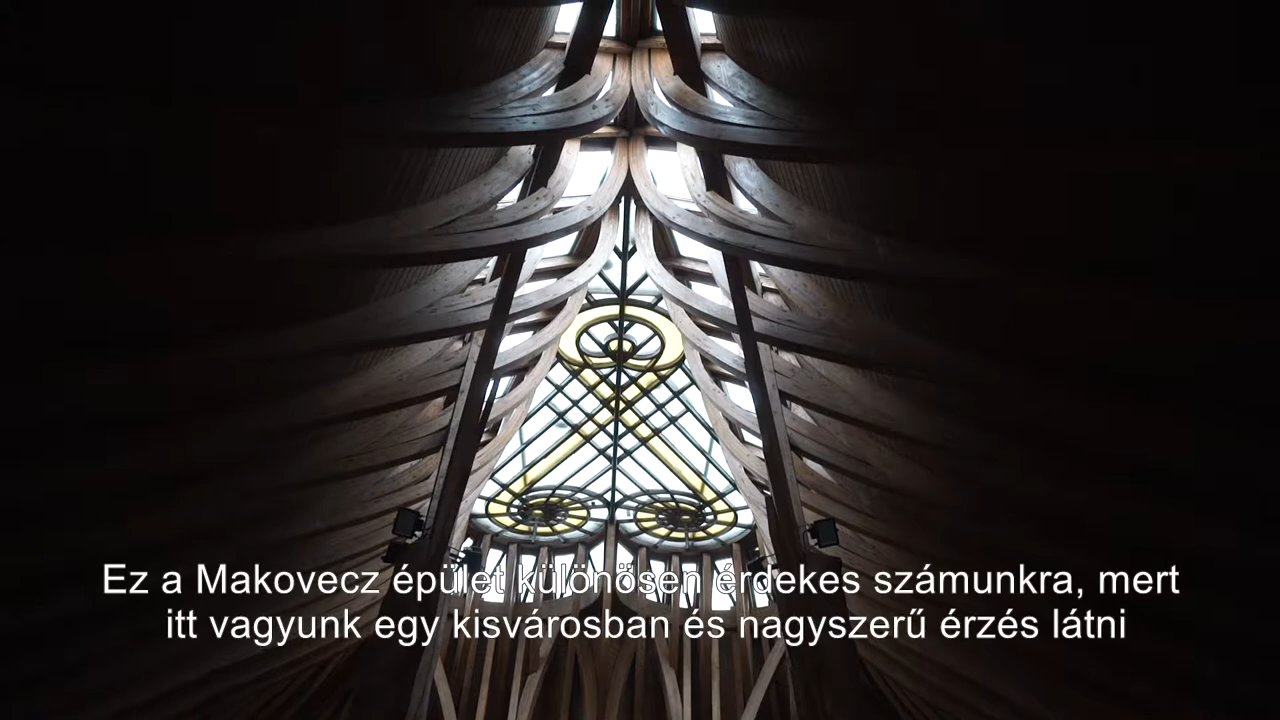 Ez a Makovecz épület különösen érdekes számunkra, mert
itt vagyunk egy kisvárosban és nagyszerű érzés látni